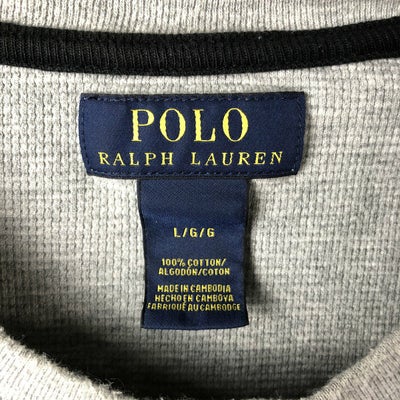 POLO
RALPH LAUREN
L/G/G
100% COTTON/
ALGODÓN/COTON
MADE IN CAMBODIA
HECHO EN CAMBOYA
FABRIQUÉ AU CAMBODGE